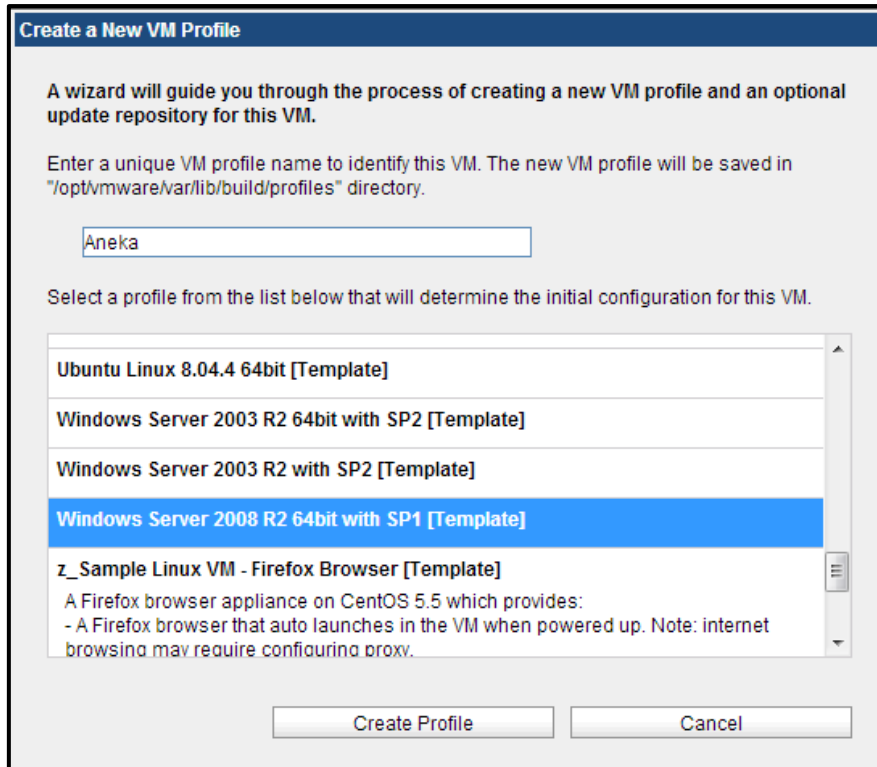 Create a New VM Profile
A wizard will guide you through the process of creating a new VM profile and an optional
update repository for this VM.
Enter a unique VM profile name to identify this VM. The new VM profile will be saved in
"/opt/vmware/var/lib/build/profiles" directory.
Aneka
Select a profile from the list below that will determine the initial configuration for this VM.
Ubuntu Linux 8.04.4 64bit [Template]
Windows Server 2003 R2 64bit with SP2 [Template]
Windows Server 2003 R2 with SP2 [Template]
Windows Server 2008 R2 64bit with SP1 [Template]
z_Sample Linux VM - Firefox Browser [Template]
A Firefox browser appliance on CentOS 5.5 which provides:
- A Firefox browser that auto launches in the VM when powered up. Note: internet
browsing may require configuring proxy.
Create Profile
Cancel